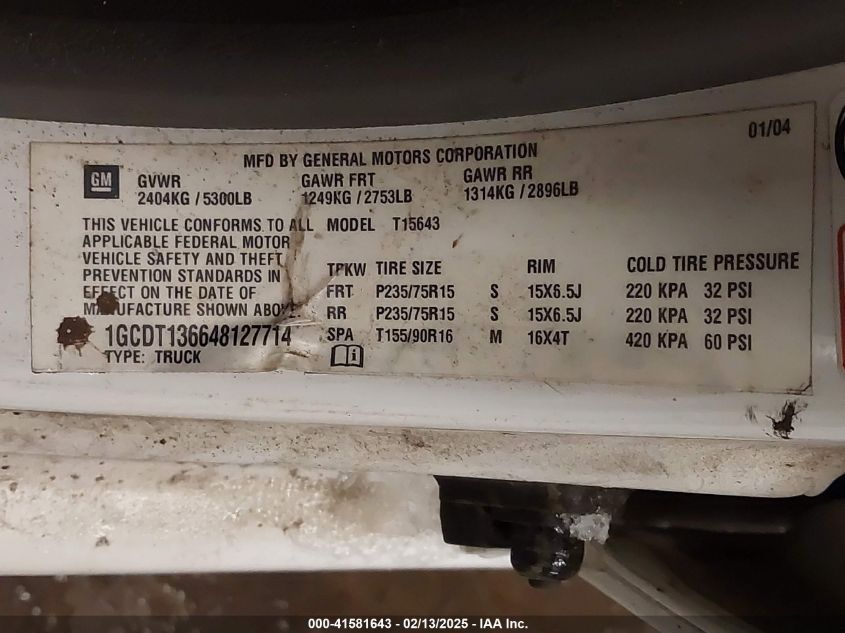 01/04
MFD BY GENERAL MOTORS CORPORATION
GM
GVWR GAWR FRT GAWR RR
2404KG / 5300LB 1249KG / 2753LB 1314KG / 2896LB
THIS VEHICLE CONFORMS TO ALL MODEL T15643
APPLICABLE FEDERAL MOTOR
VEHICLE SAFETY AND THEFT
PREVENTION STANDARDS IN
EFFECT ON THE DATE OF
MANUFACTURE SHOWN ABOVE
1GCDT136648127714
TYPE: TRUCK
TPKW TIRE SIZE RIM COLD TIRE PRESSURE
FRT P235/75R15 S 15X6.5J 220 KPA 32 PSI
RR P235/75R15 S 15X6.5J 220 KPA 32 PSI
SPA T155/90R16 M 16X4T 420 KPA 60 PSI
000-41581643 - 02/13/2025 - IAA Inc.